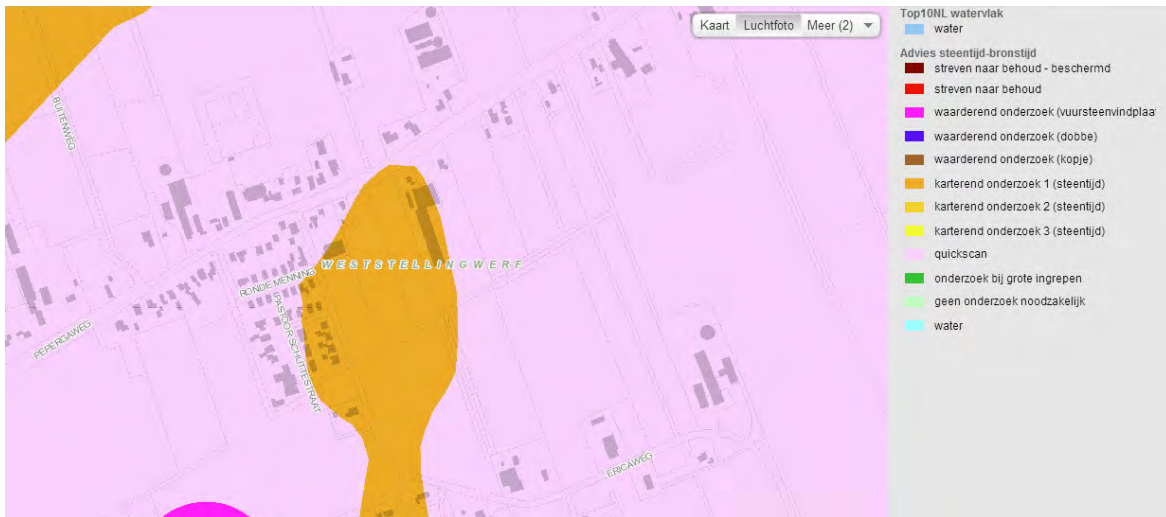 Kaart Luchtfoto Meer (2)
BUITENWEG
WESTSTELLINGWERF
RONDE MENNING
PASTOOR SCHUTTESTRAAT
PEPERGAWEG
ERICAWEG
Top10NL watervlak
water
Advies steentijd-bronstijd
streven naar behoud - beschermd
streven naar behoud
waarderend onderzoek (vuursteenvindplaat
waarderend onderzoek (dobbe)
waarderend onderzoek (kopje)
karterend onderzoek 1 (steentijd)
karterend onderzoek 2 (steentijd)
karterend onderzoek 3 (steentijd)
quickscan
onderzoek bij grote ingrepen
geen onderzoek noodzakelijk
water